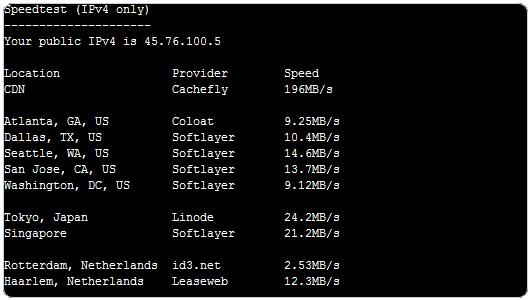 Speedtest (IPv4 only)
---------------------
Your public IPv4 is 45.76.100.5
Location Provider Speed
CDN Cachefly 196MB/s
Atlanta, GA, US Coloat 9.25MB/s
Dallas, TX, US Softlayer 10.4MB/s
Seattle, WA, US Softlayer 14.6MB/s
San Jose, CA, US Softlayer 13.7MB/s
Washington, DC, US Softlayer 9.12MB/s
Tokyo, Japan Linode 24.2MB/s
Singapore Softlayer 21.2MB/s
Rotterdam, Netherlands id3.net 2.53MB/s
Haarlem, Netherlands Leaseweb 12.3MB/s